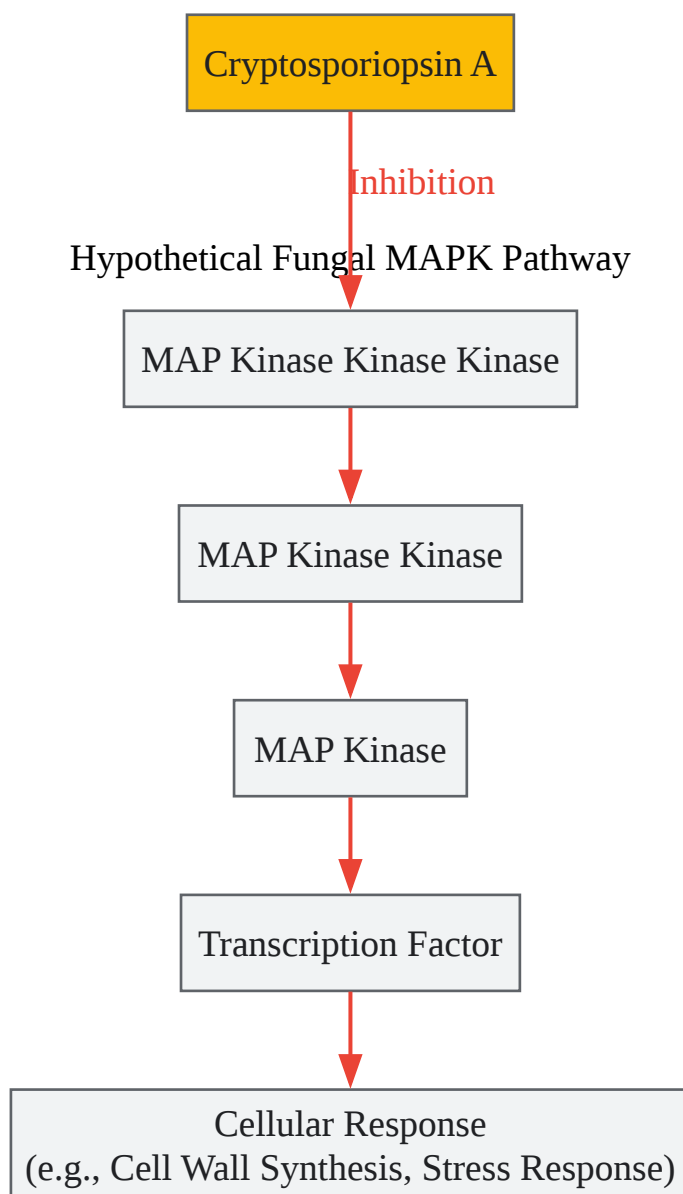 Cryptosporiopsin A
Inhibition
Hypothetical Fungal MAPK Pathway
MAP Kinase Kinase Kinase
MAP Kinase Kinase
MAP Kinase
Transcription Factor
Cellular Response
(e.g., Cell Wall Synthesis, Stress Response)